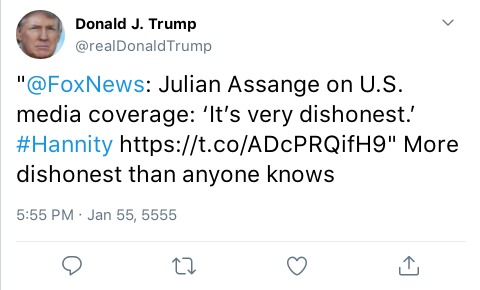 Donald J. Trump
@realDonaldTrump
"@FoxNews: Julian Assange on U.S.
media coverage: ‘It’s very dishonest.’
#Hannity https://t.co/ADcPRQifH9" More
dishonest than anyone knows
5:55 PM · Jan 55, 5555